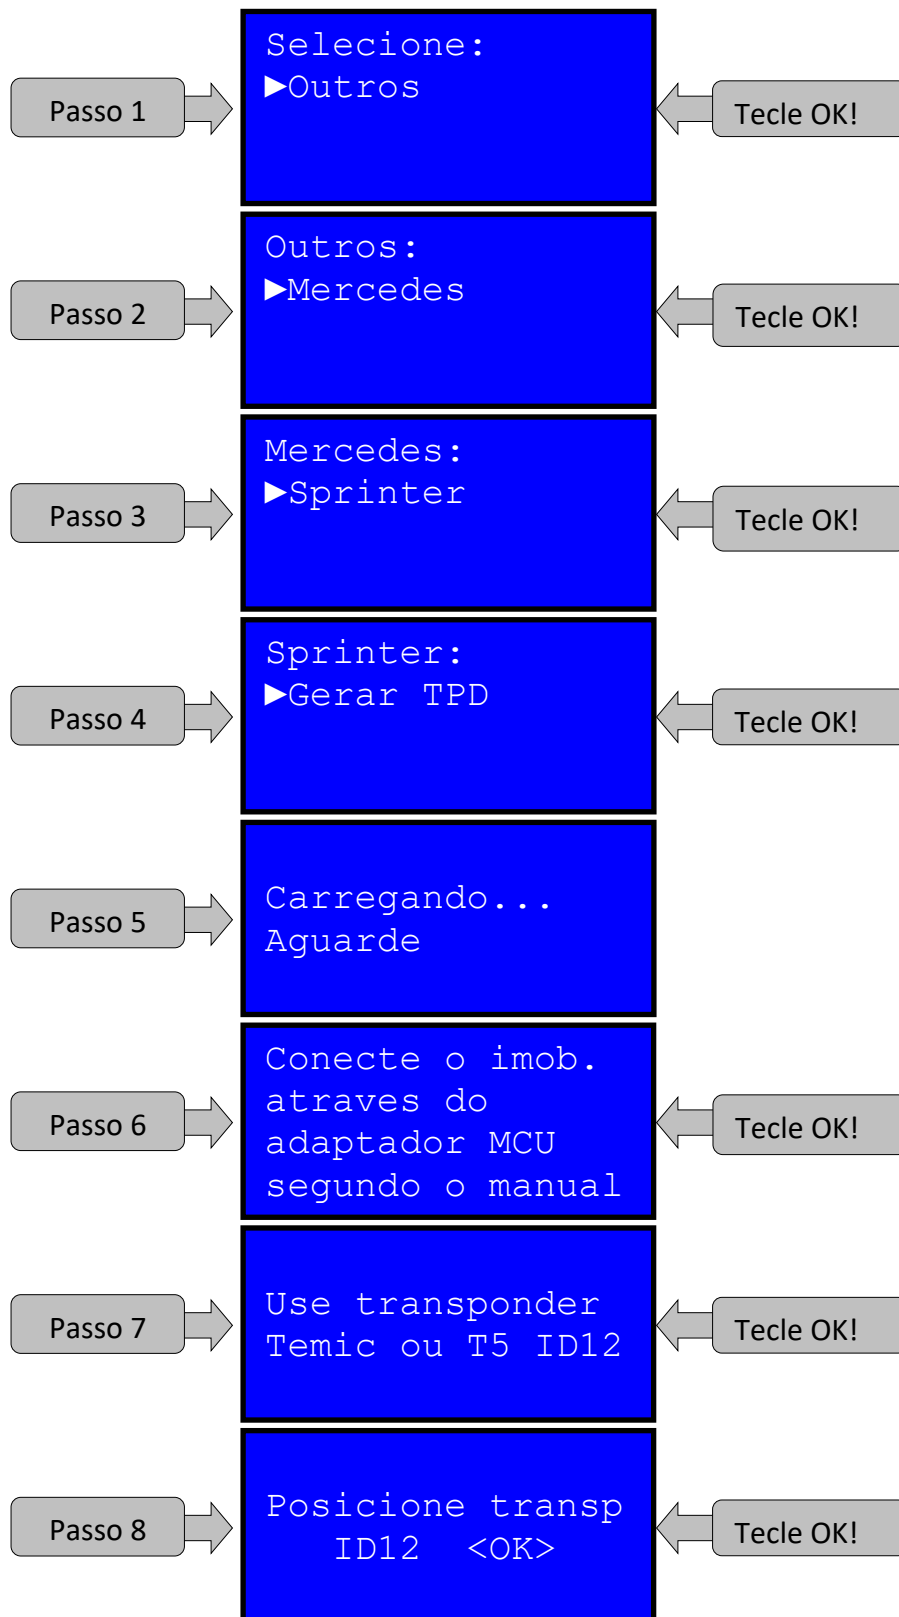 Passo 1
Selecione:
►Outros
Tecle OK!
Passo 2
Outros:
►Mercedes
Tecle OK!
Passo 3
Mercedes:
►Sprinter
Tecle OK!
Passo 4
Sprinter:
►Gerar TPD
Tecle OK!
Passo 5
Carregando...
Aguarde
Passo 6
Conecte o imob.
atraves do
adaptador MCU
segundo o manual
Tecle OK!
Passo 7
Use transponder
Temic ou T5 ID12
Tecle OK!
Passo 8
Posicione transp
ID12 <OK>
Tecle OK!